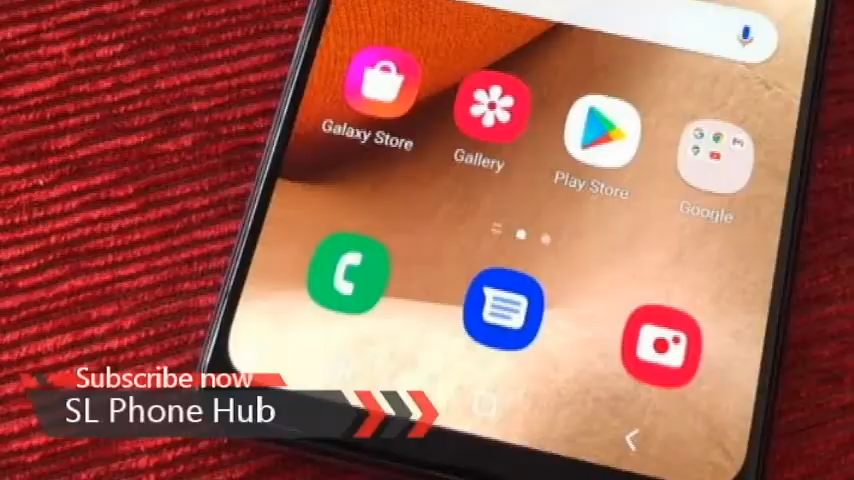 Galaxy Store
Gallery
Play Store
Google
Subscribe now
SL Phone Hub